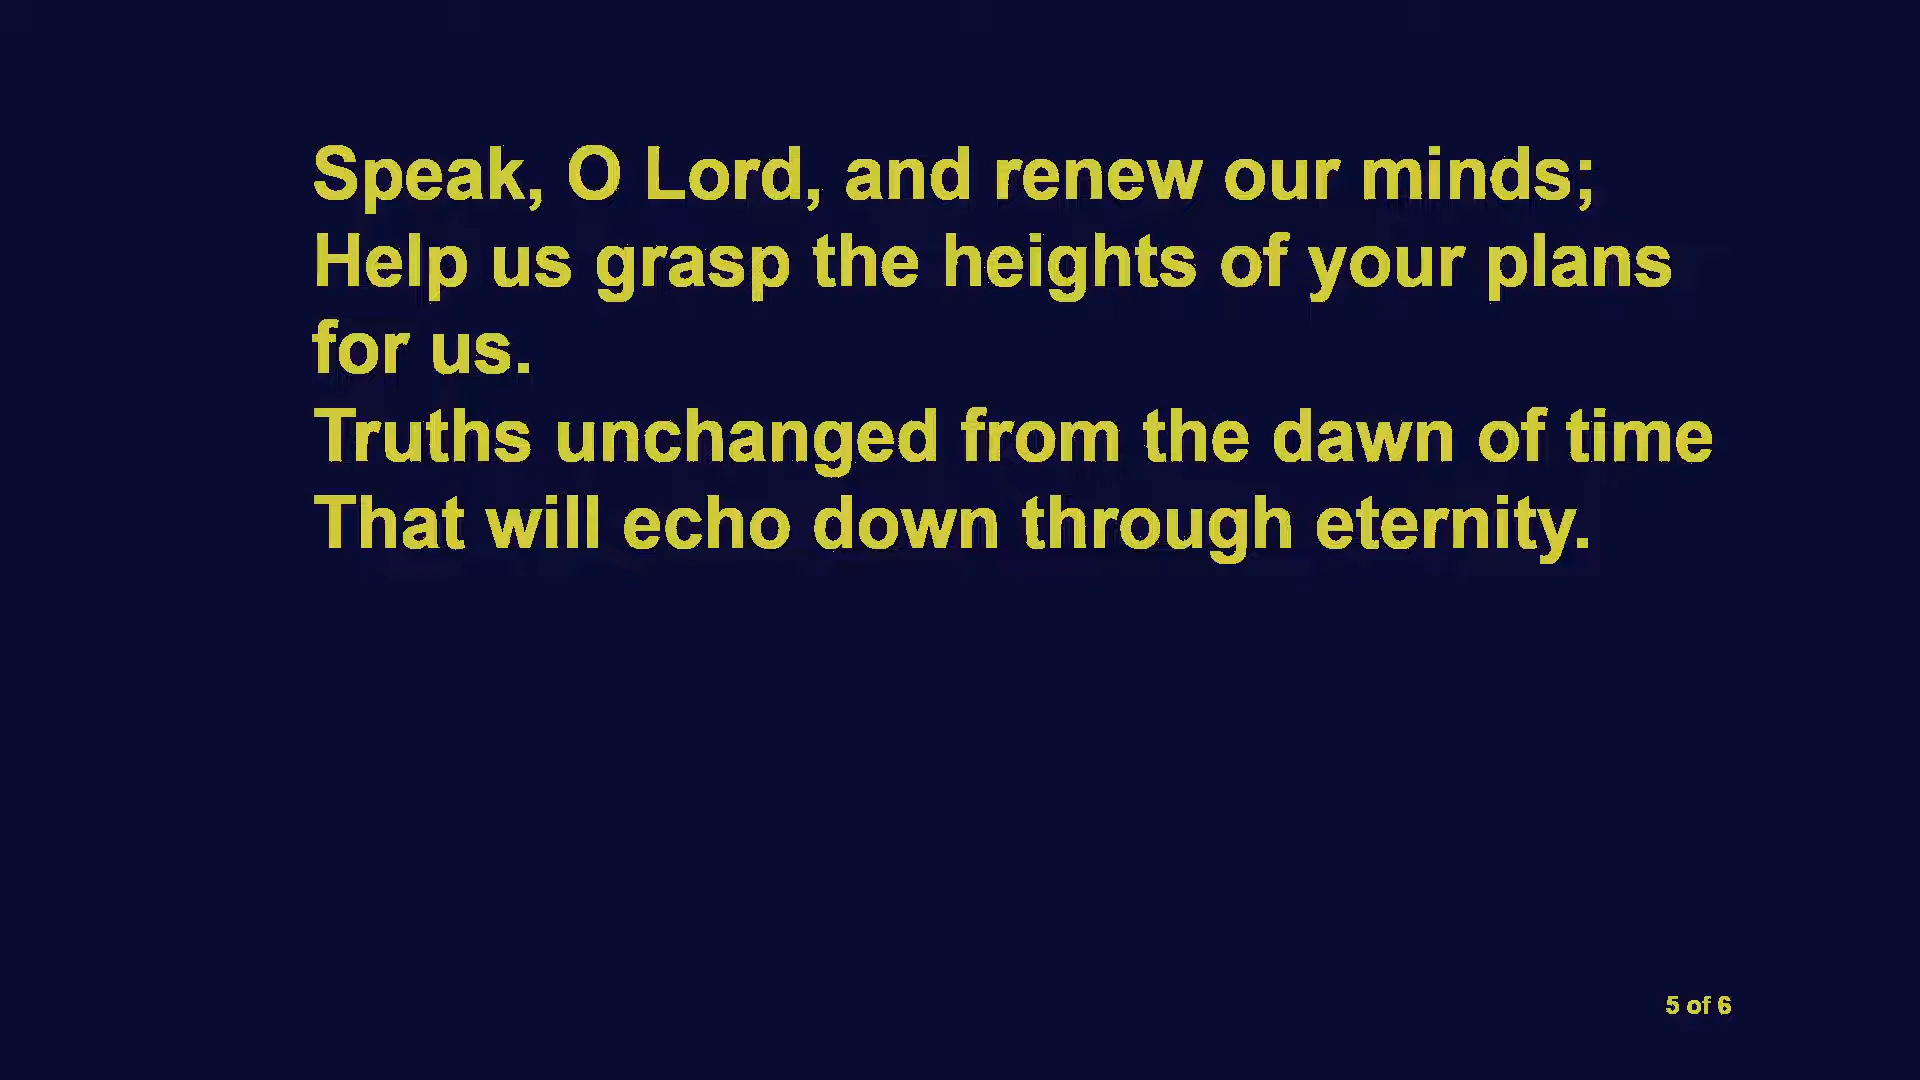 Speak, O Lord, and renew our minds;
Help us grasp the heights of your plans
for us.
Truths unchanged from the dawn of time
That will echo down through eternity.
5 of 6